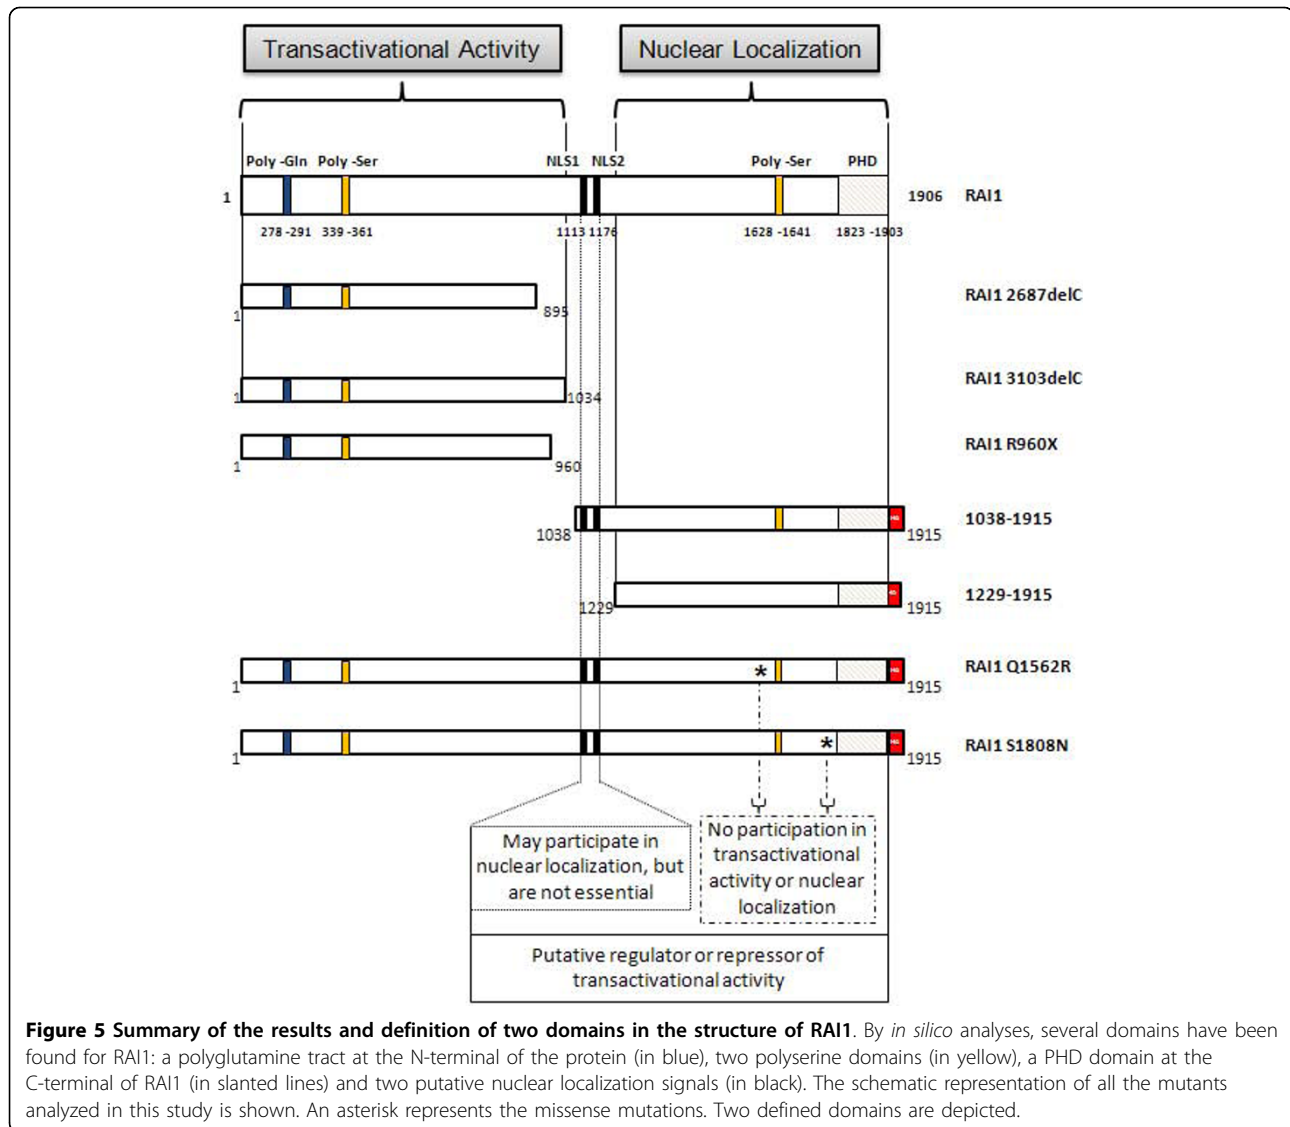 Transactivational Activity
Nuclear Localization
Poly -Gln Poly -Ser NLS1 NLS2 Poly -Ser PHD
1 1906 RAI1
278 -291 339 -361 1113 1176 1628 -1641 1823 -1903
RAI1 2687delC
1 895
RAI1 3103delC
1 1034
RAI1 R960X
1 960
1038-1915
1038 1915
1229-1915
1229 1915
* RAI1 Q1562R
1 1915
* RAI1 S1808N
1 1915
May participate in
nuclear localization, but
are not essential
No participation in
transactivational
activity or nuclear
localization
Putative regulator or repressor of
transactivational activity
Figure 5 Summary of the results and definition of two domains in the structure of RAI1. By in silico analyses, several domains have been
found for RAI1: a polyglutamine tract at the N-terminal of the protein (in blue), two polyserine domains (in yellow), a PHD domain at the
C-terminal of RAI1 (in slanted lines) and two putative nuclear localization signals (in black). The schematic representation of all the mutants
analyzed in this study is shown. An asterisk represents the missense mutations. Two defined domains are depicted.